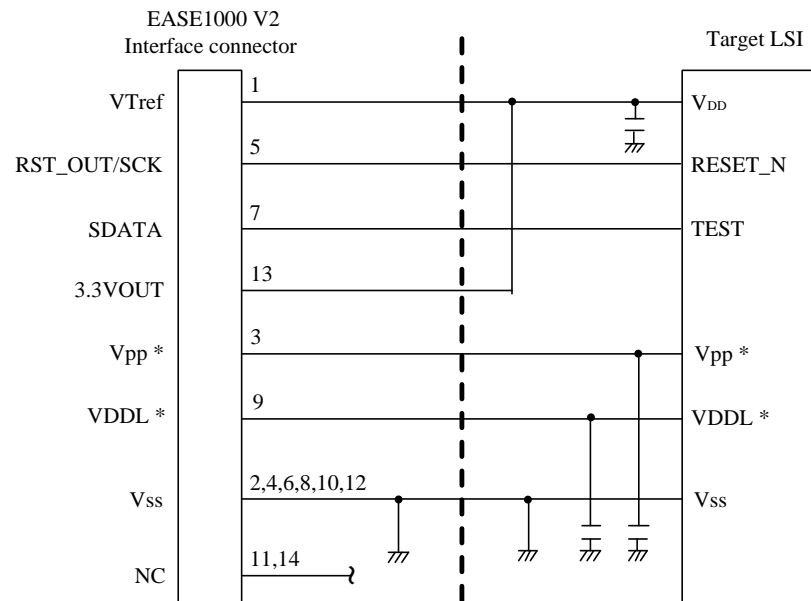 EASE1000 V2
Interface connector
Target LSI
VTref
1
VDD
RST_OUT/SCK
5
RESET_N
SDATA
7
TEST
3.3VOUT
13
Vpp *
3
Vpp *
VDDL *
9
VDDL *
Vss
2,4,6,8,10,12
Vss
NC
11,14